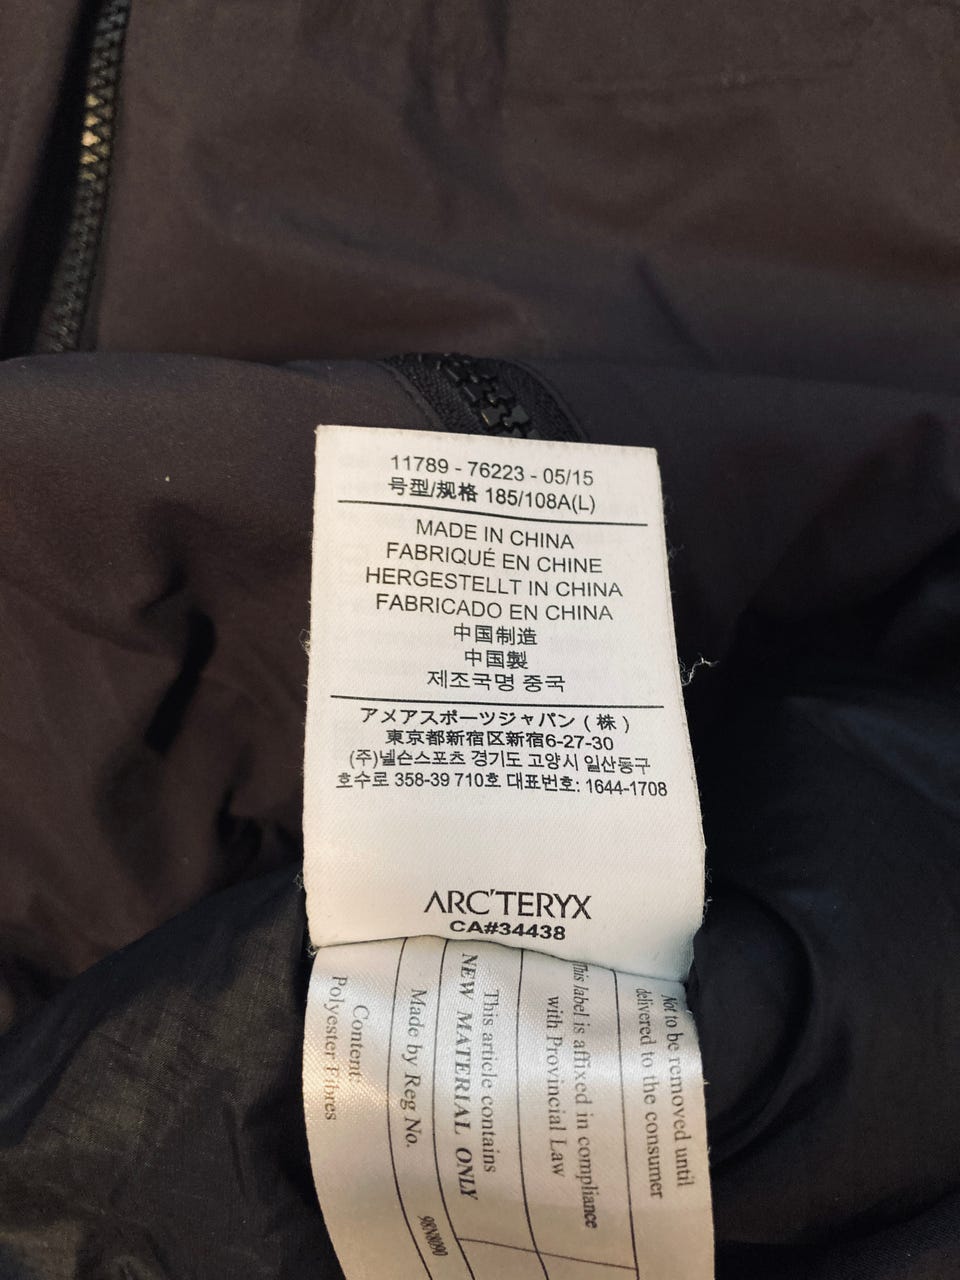 11789 - 76223 - 05/15
号型/规格 185/108A(L)
MADE IN CHINA
FABRIQUÉ EN CHINE
HERGESTELLT IN CHINA
FABRICADO EN CHINA
中国制造
中国製
제조국명 중국
アメアスポーツジャパン ( 株 )
東京都新宿区新宿6-27-30
(주)넬슨스포츠 경기도 고양시 일산동구
호수로 358-39 710호 대표번호: 1644-1708
ARC'TERYX
CA#34438
Not to be removed until
delivered to the consumer
This label is affixed in compliance
with Provincial Law
This article contains
NEW MATERIAL ONLY
Made by Reg No.
98N8090
Content:
Polyester Fibres